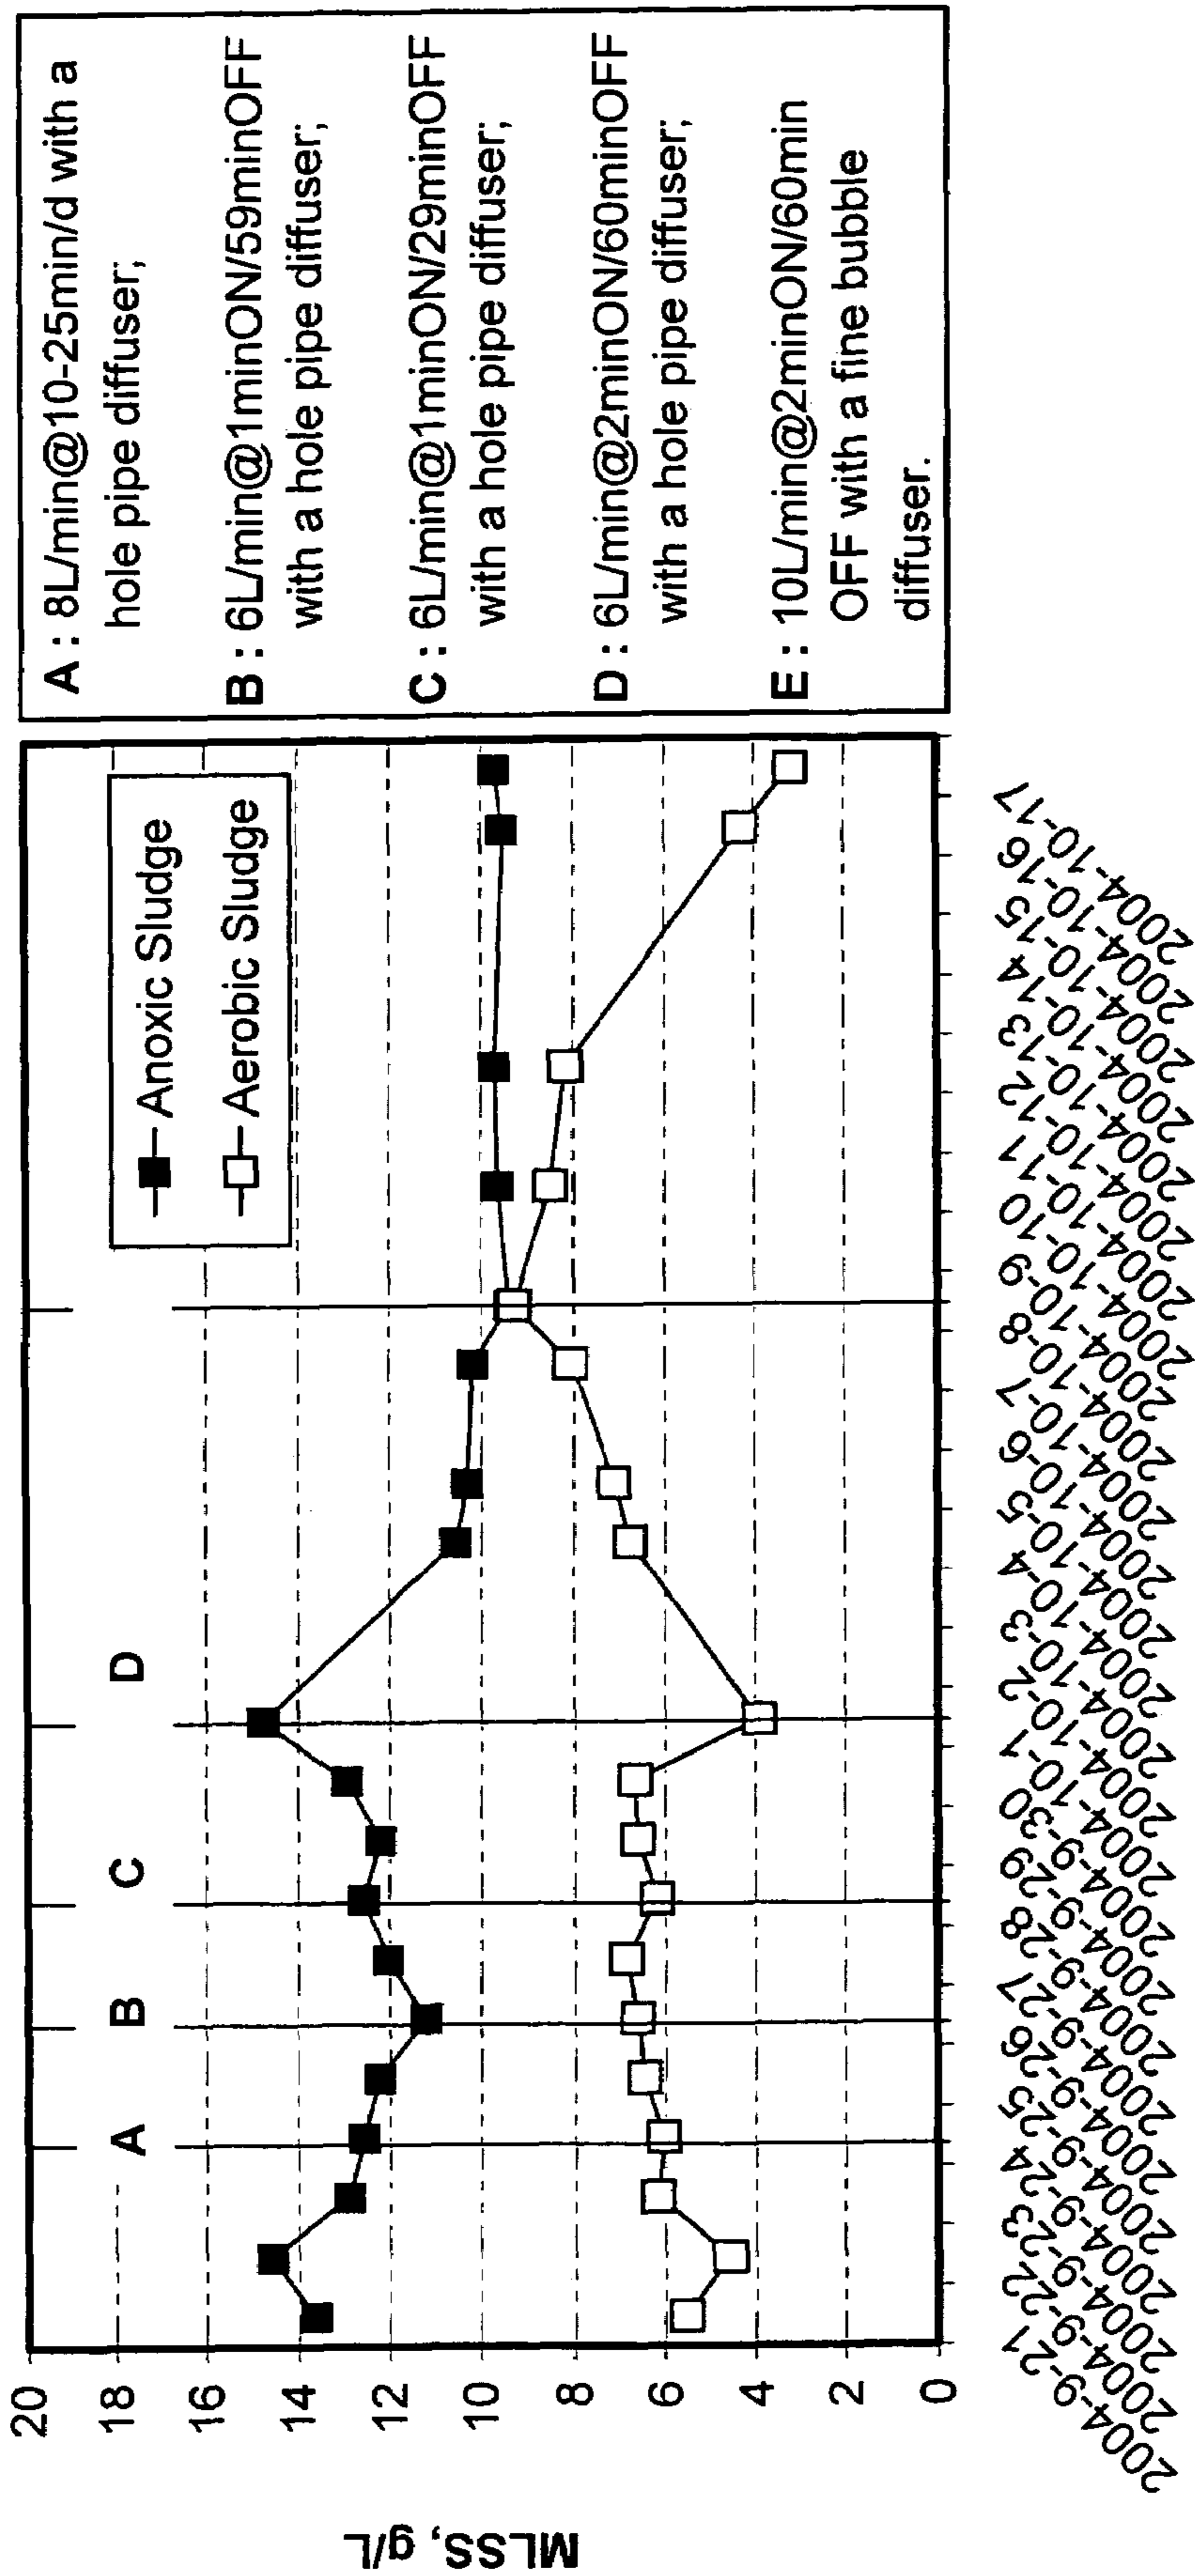 MLSS, g/L
20
18
16
14
12
10
8
6
4
2
0
A
B
C
D
Anoxic Sludge
Aerobic Sludge
2004-9-21
2004-9-22
2004-9-23
2004-9-24
2004-9-25
2004-9-26
2004-9-27
2004-9-28
2004-9-29
2004-9-30
2004-10-1
2004-10-2
2004-10-3
2004-10-4
2004-10-5
2004-10-6
2004-10-7
2004-10-8
2004-10-9
2004-10-10
2004-10-11
2004-10-12
2004-10-13
2004-10-14
2004-10-15
2004-10-16
2004-10-17
A : 8L/min@10-25min/d with a
hole pipe diffuser;
B : 6L/min@1minON/59minOFF
with a hole pipe diffuser;
C : 6L/min@1minON/29minOFF
with a hole pipe diffuser;
D : 6L/min@2minON/60minOFF
with a hole pipe diffuser;
E : 10L/min@2minON/60min
OFF with a fine bubble
diffuser.